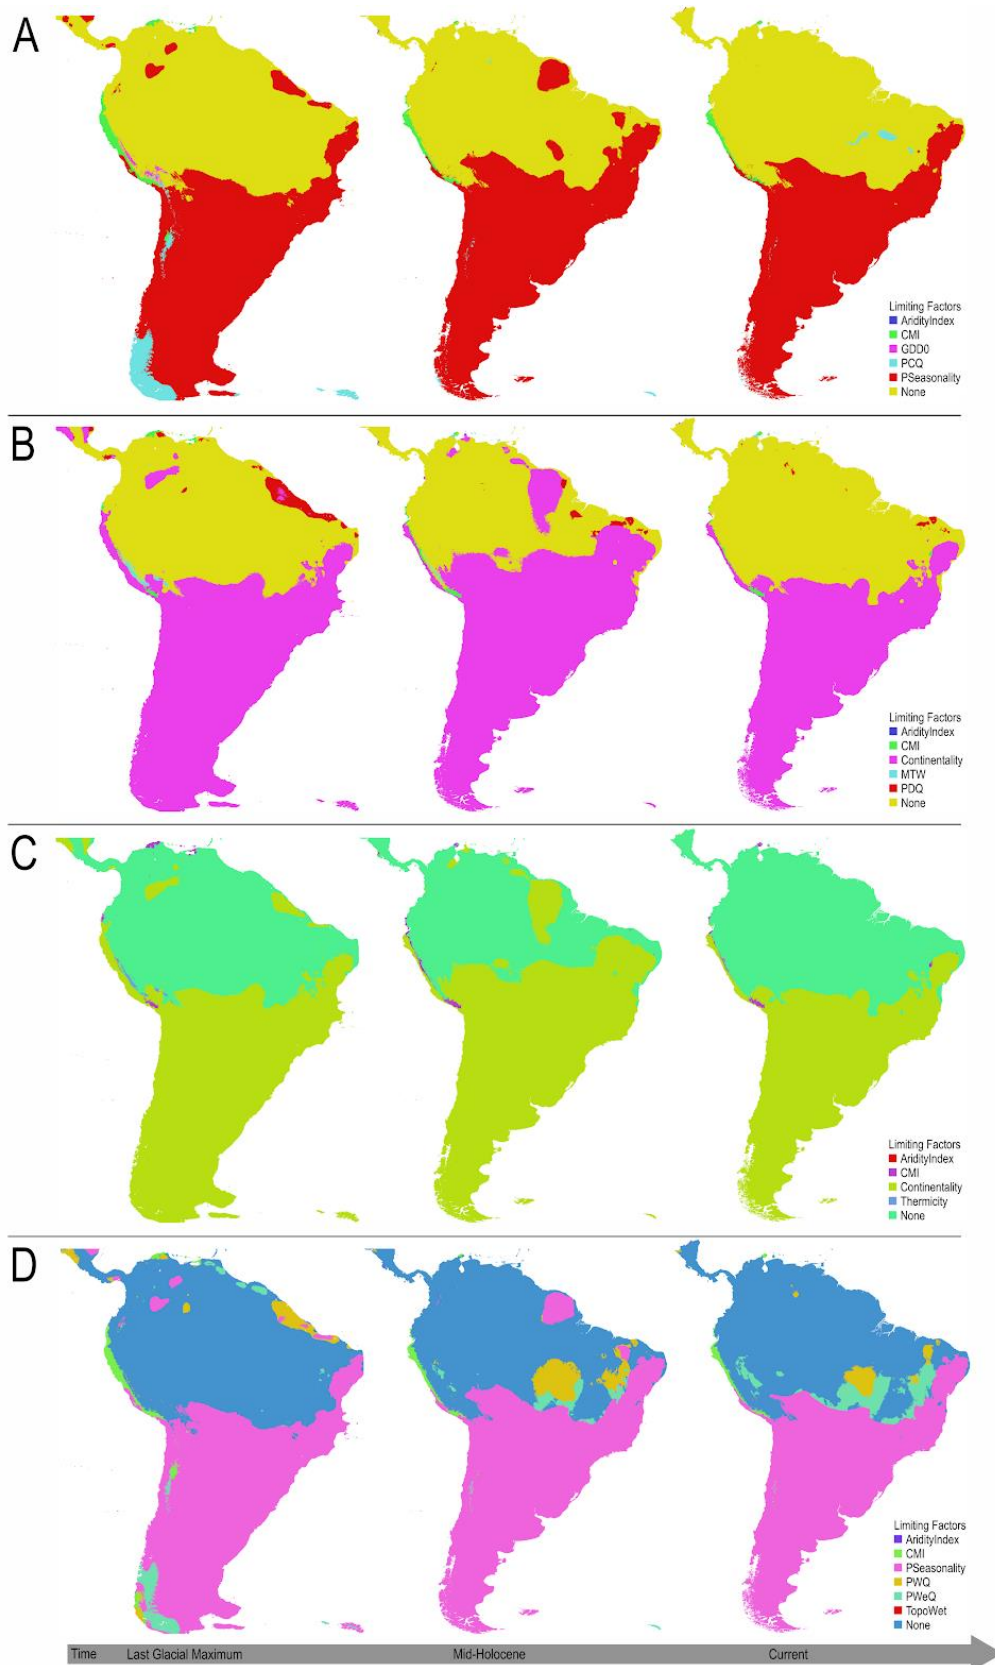 A
Limiting Factors
AridityIndex
CMI
GDD0
PCQ
PSeasonality
None
B
Limiting Factors
AridityIndex
CMI
Continentality
MTW
PDQ
None
C
Limiting Factors
AridityIndex
CMI
Continentality
Thermicity
None
D
Limiting Factors
AridityIndex
CMI
PSeasonality
PWQ
PWeQ
TopoWet
None
Time Last Glacial Maximum Mid-Holocene Current